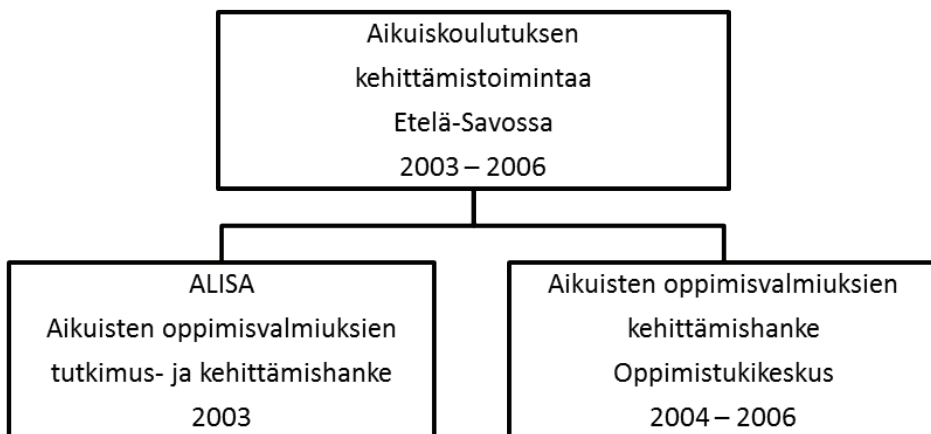 Aikuiskoulutuksen
kehittämistoimintaa
Etelä-Savossa
2003 – 2006
ALISA
Aikuisten oppimisvalmiuksien
tutkimus- ja kehittämishanke
2003
Aikuisten oppimisvalmiuksien
kehittämishanke
Oppimistukikeskus
2004 – 2006